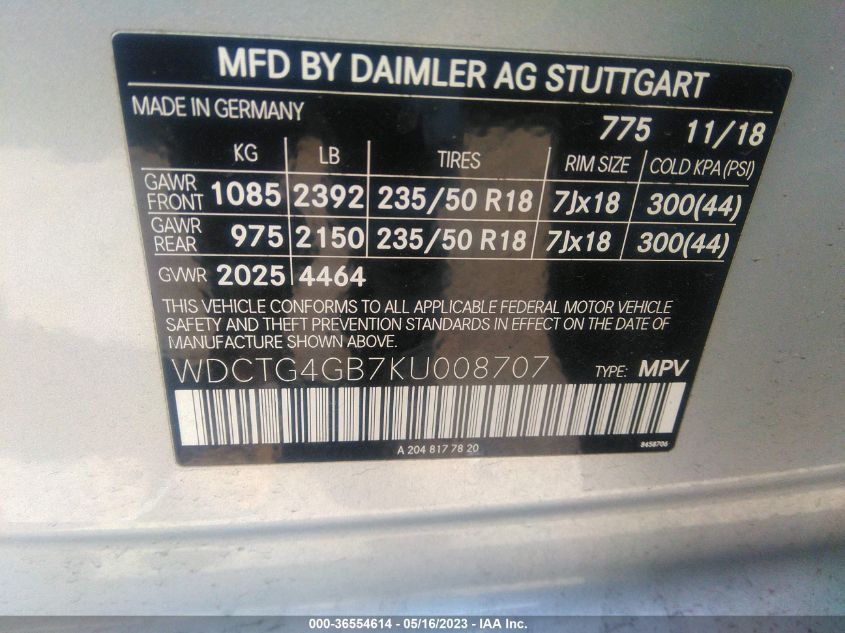 MFD BY DAIMLER AG STUTTGART
MADE IN GERMANY
775 11/18
KG LB TIRES RIM SIZE COLD KPA (PSI)
GAWR FRONT 1085 2392 235/50 R18 7Jx18 300(44)
GAWR REAR 975 2150 235/50 R18 7Jx18 300(44)
GVWR 2025 4464
THIS VEHICLE CONFORMS TO ALL APPLICABLE FEDERAL MOTOR VEHICLE
SAFETY AND THEFT PREVENTION STANDARDS IN EFFECT ON THE DATE OF
MANUFACTURE SHOWN ABOVE.
WDCTG4GB7KU008707 TYPE: MPV
A 204 817 78 20 8458706
000-36554614 - 05/16/2023 - IAA Inc.